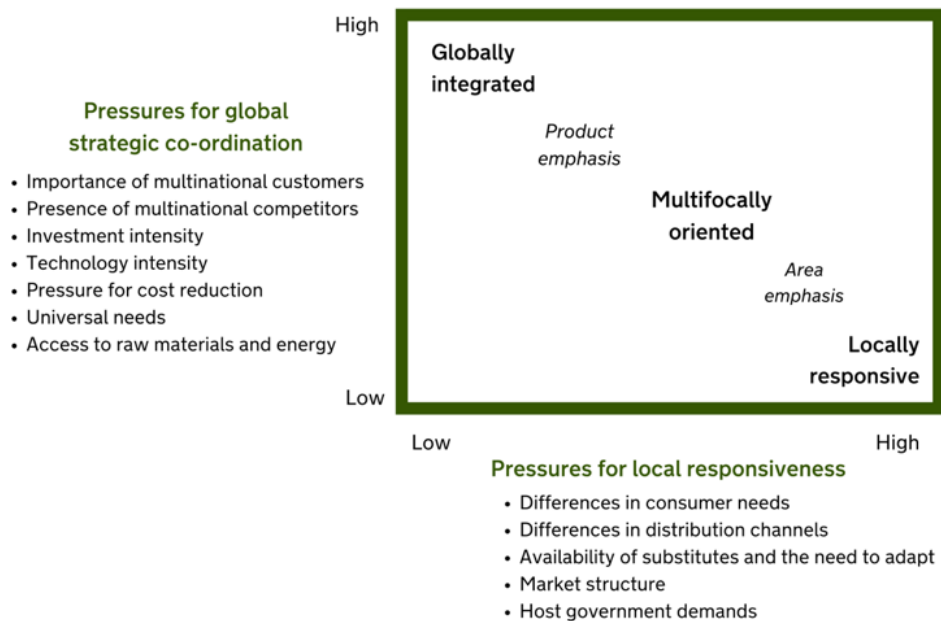 High
Globally
integrated
Pressures for global
strategic co-ordination
Product
emphasis
• Importance of multinational customers
• Presence of multinational competitors
• Investment intensity
• Technology intensity
• Pressure for cost reduction
• Universal needs
• Access to raw materials and energy
Multifocally
oriented
Area
emphasis
Locally
responsive
Low
Low
High
Pressures for local responsiveness
• Differences in consumer needs
• Differences in distribution channels
• Availability of substitutes and the need to adapt
• Market structure
• Host government demands